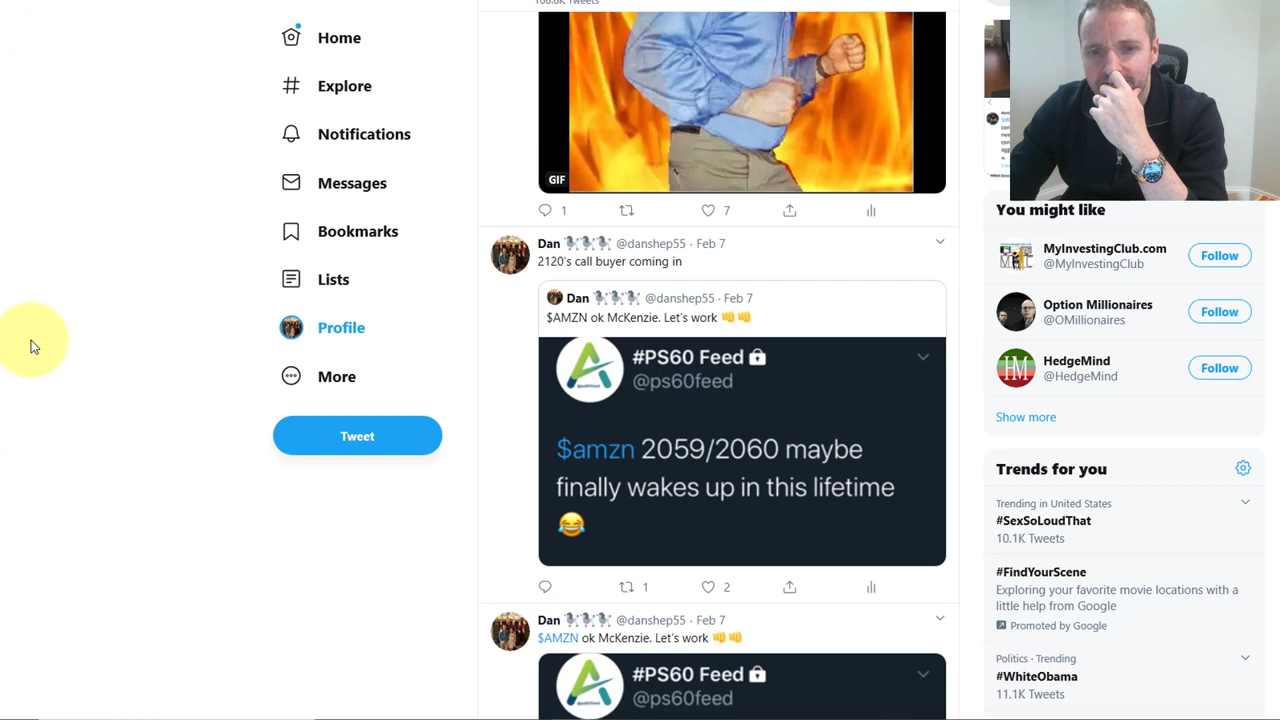 Home
Explore
Notifications
Messages
Bookmarks
Lists
Profile
More
Tweet
GIF
1
7
Dan @danshep55 · Feb 7
2120's call buyer coming in
Dan @danshep55 · Feb 7
$AMZN ok McKenzie. Let's work 👊👊
#PS60 Feed
@ps60feed
$amzn 2059/2060 maybe
finally wakes up in this lifetime
😂
1
2
Dan @danshep55 · Feb 7
$AMZN ok McKenzie. Let's work 👊👊
#PS60 Feed
@ps60feed
You might like
MyInvestingClub.com
@MyInvestingClub
Follow
Option Millionaires
@OMillionaires
Follow
HedgeMind
@HedgeMind
Follow
Show more
Trends for you
Trending in United States
#SexSoLoudThat
10.1K Tweets
#FindYourScene
Exploring your favorite movie locations with a
little help from Google
Promoted by Google
Politics · Trending
#WhiteObama
11.1K Tweets